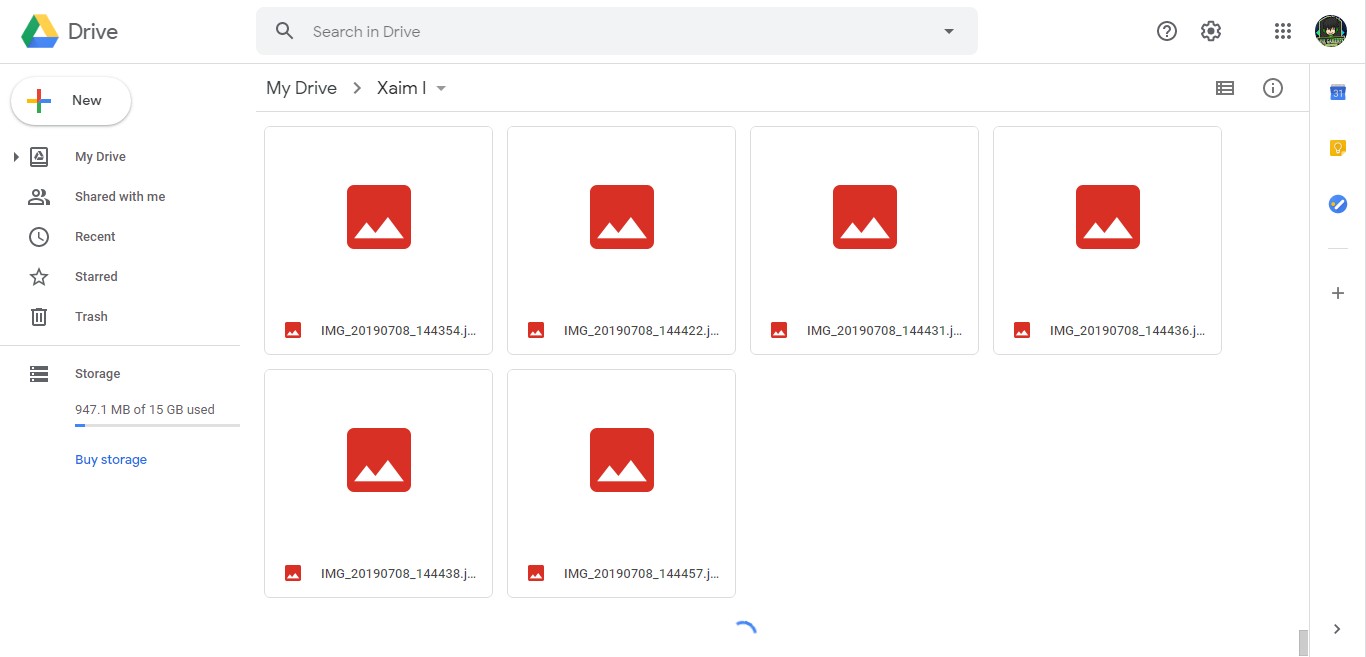 Drive
Search in Drive
New
My Drive
Shared with me
Recent
Starred
Trash
Storage
947.1 MB of 15 GB used
Buy storage
My Drive > Xaim I
IMG_20190708_144354.j...
IMG_20190708_144422.j...
IMG_20190708_144431.j...
IMG_20190708_144436.j...
IMG_20190708_144438.j...
IMG_20190708_144457.j...
31